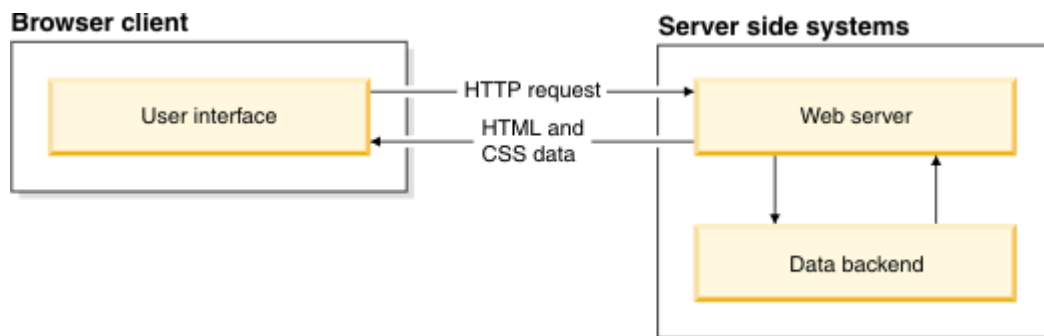 Browser client
Server side systems
User interface
HTTP request
HTML and
CSS data
Web server
Data backend